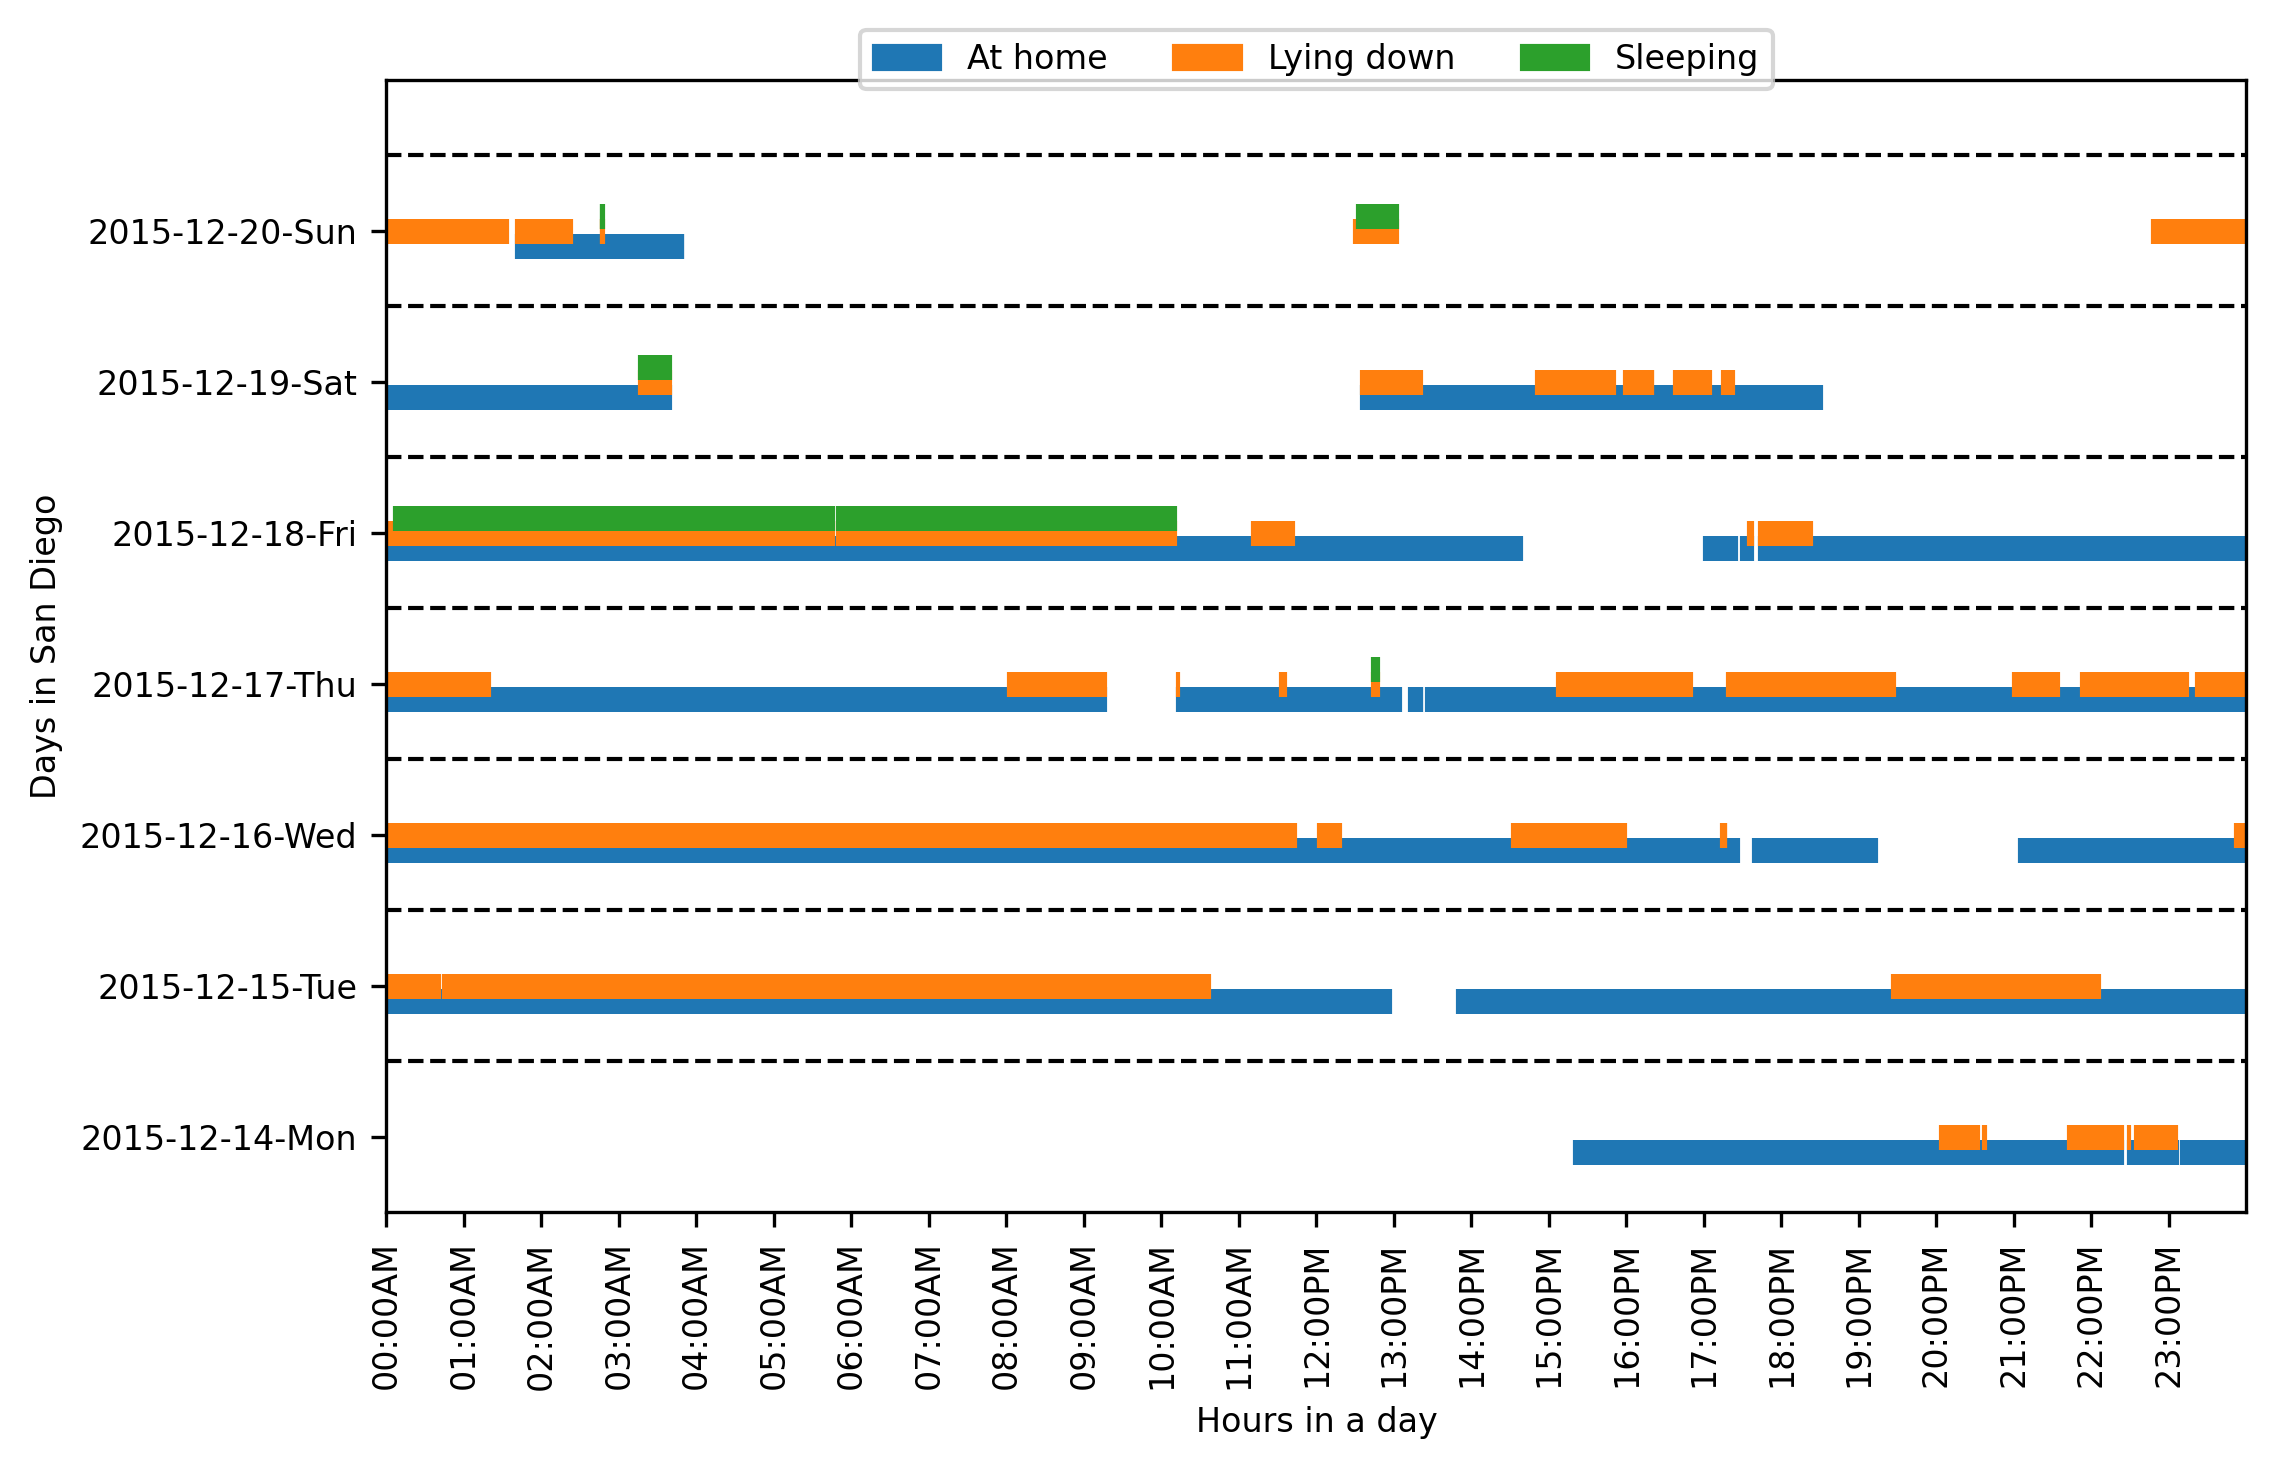 At home
Lying down
Sleeping
Days in San Diego
2015-12-20-Sun
2015-12-19-Sat
2015-12-18-Fri
2015-12-17-Thu
2015-12-16-Wed
2015-12-15-Tue
2015-12-14-Mon
00:00AM
01:00AM
02:00AM
03:00AM
04:00AM
05:00AM
06:00AM
07:00AM
08:00AM
09:00AM
10:00AM
11:00AM
12:00PM
13:00PM
14:00PM
15:00PM
16:00PM
17:00PM
18:00PM
19:00PM
20:00PM
21:00PM
22:00PM
23:00PM
Hours in a day